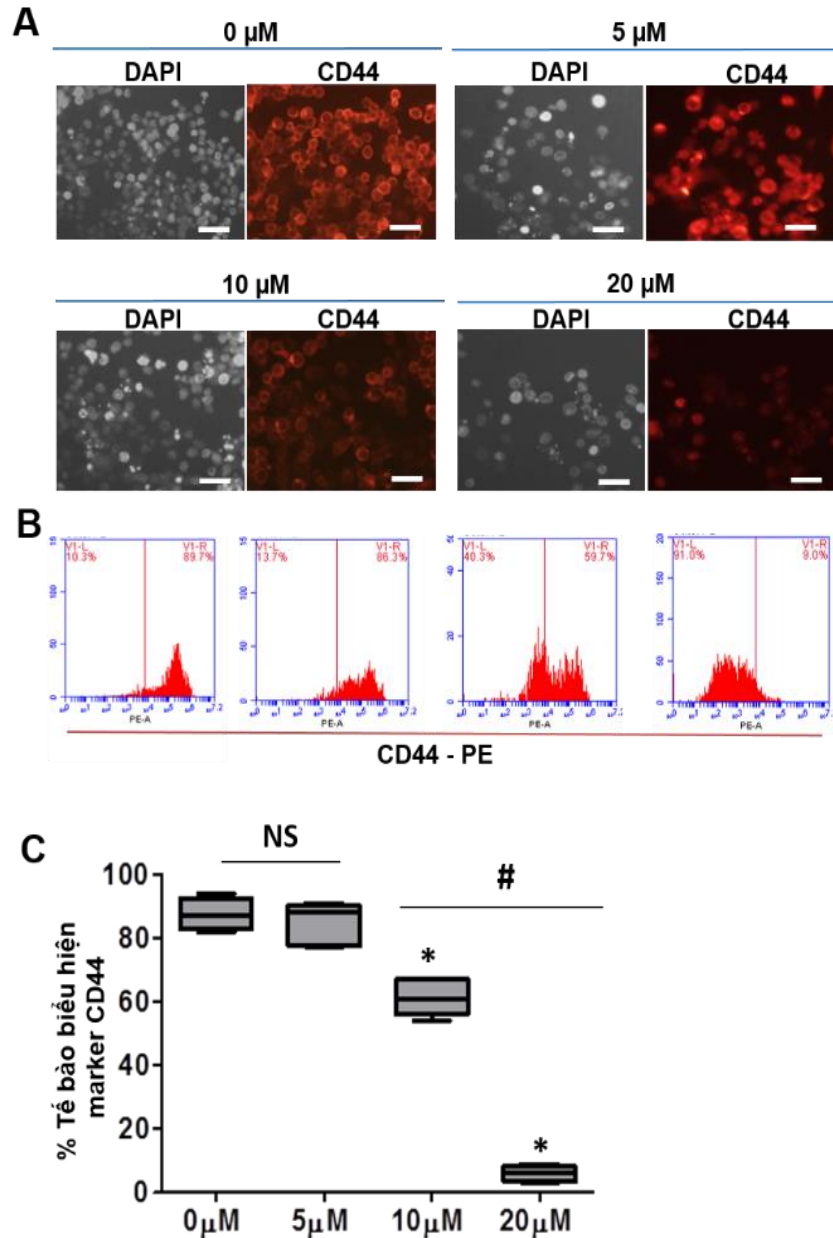 A
0 µM
5 µM
DAPI
CD44
DAPI
CD44
10 µM
20 µM
DAPI
CD44
DAPI
CD44
B
V1-L
10.3%
V1-R
89.7%
V1-L
13.7%
V1-R
86.3%
V1-L
40.3%
V1-R
59.7%
V1-L
91.0%
V1-R
9.0%
PE-A
PE-A
PE-A
PE-A
CD44 - PE
C
NS
#
*
*
% Tế bào biểu hiện
marker CD44
100
80
60
40
20
0
0µM
5µM
10µM
20µM